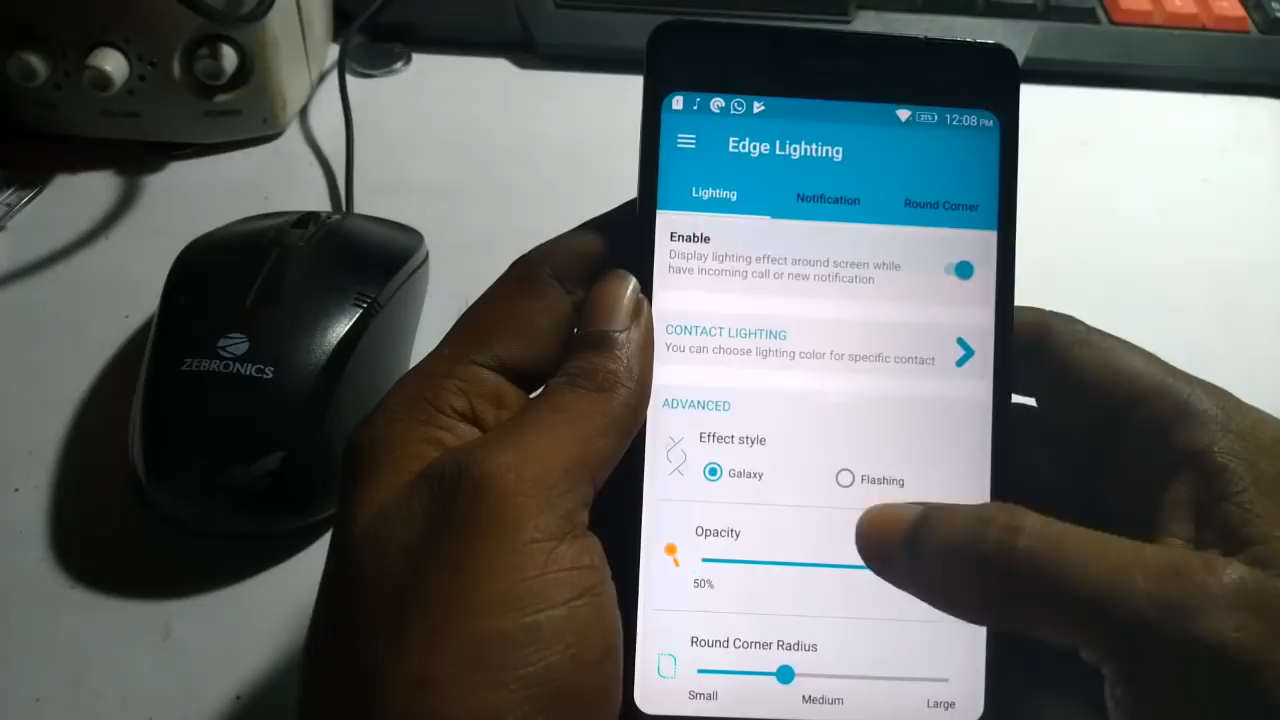 ZEBRONICS
21%
12:08 PM
Edge Lighting
Lighting
Notification
Round Corner
Enable
Display lighting effect around screen while
have incoming call or new notification
CONTACT LIGHTING
You can choose lighting color for specific contact
ADVANCED
Effect style
Galaxy
Flashing
Opacity
50%
Round Corner Radius
Small
Medium
Large